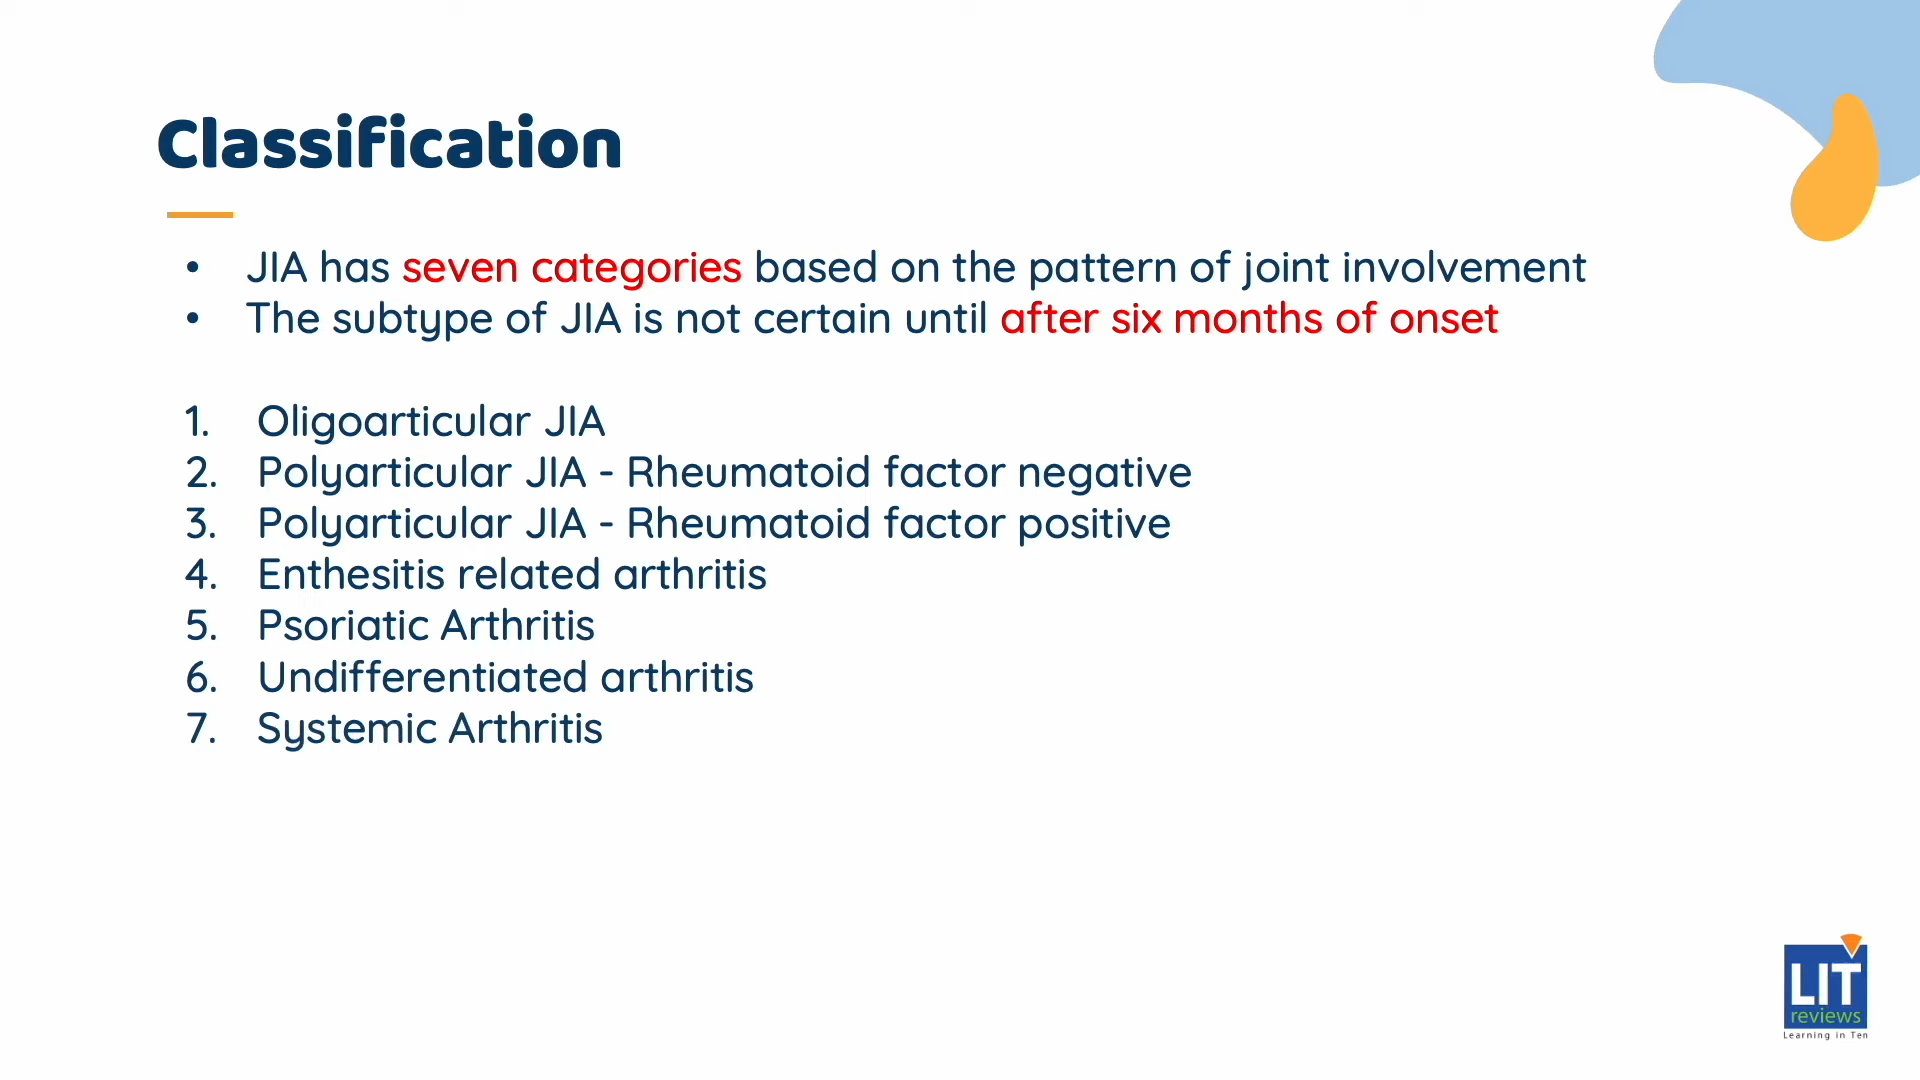 Classification
• JIA has seven categories based on the pattern of joint involvement
• The subtype of JIA is not certain until after six months of onset
1. Oligoarticular JIA
2. Polyarticular JIA - Rheumatoid factor negative
3. Polyarticular JIA - Rheumatoid factor positive
4. Enthesitis related arthritis
5. Psoriatic Arthritis
6. Undifferentiated arthritis
7. Systemic Arthritis
LIT
reviews
Learning in Ten